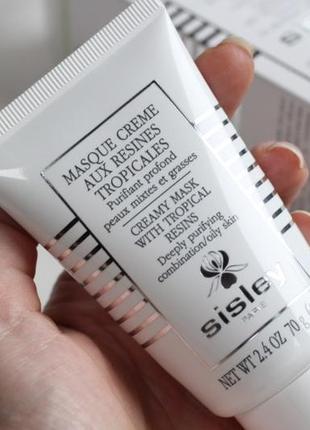 MASQUE CREME
AUX RESINES
TROPICALES
Purifiant profond
peaux mixtes et grasses
CREAMY MASK
WITH TROPICAL
RESINS
Deeply purifying
combination/oily skin
sisley
PARIS
NET WT 2.4 OZ 70 g